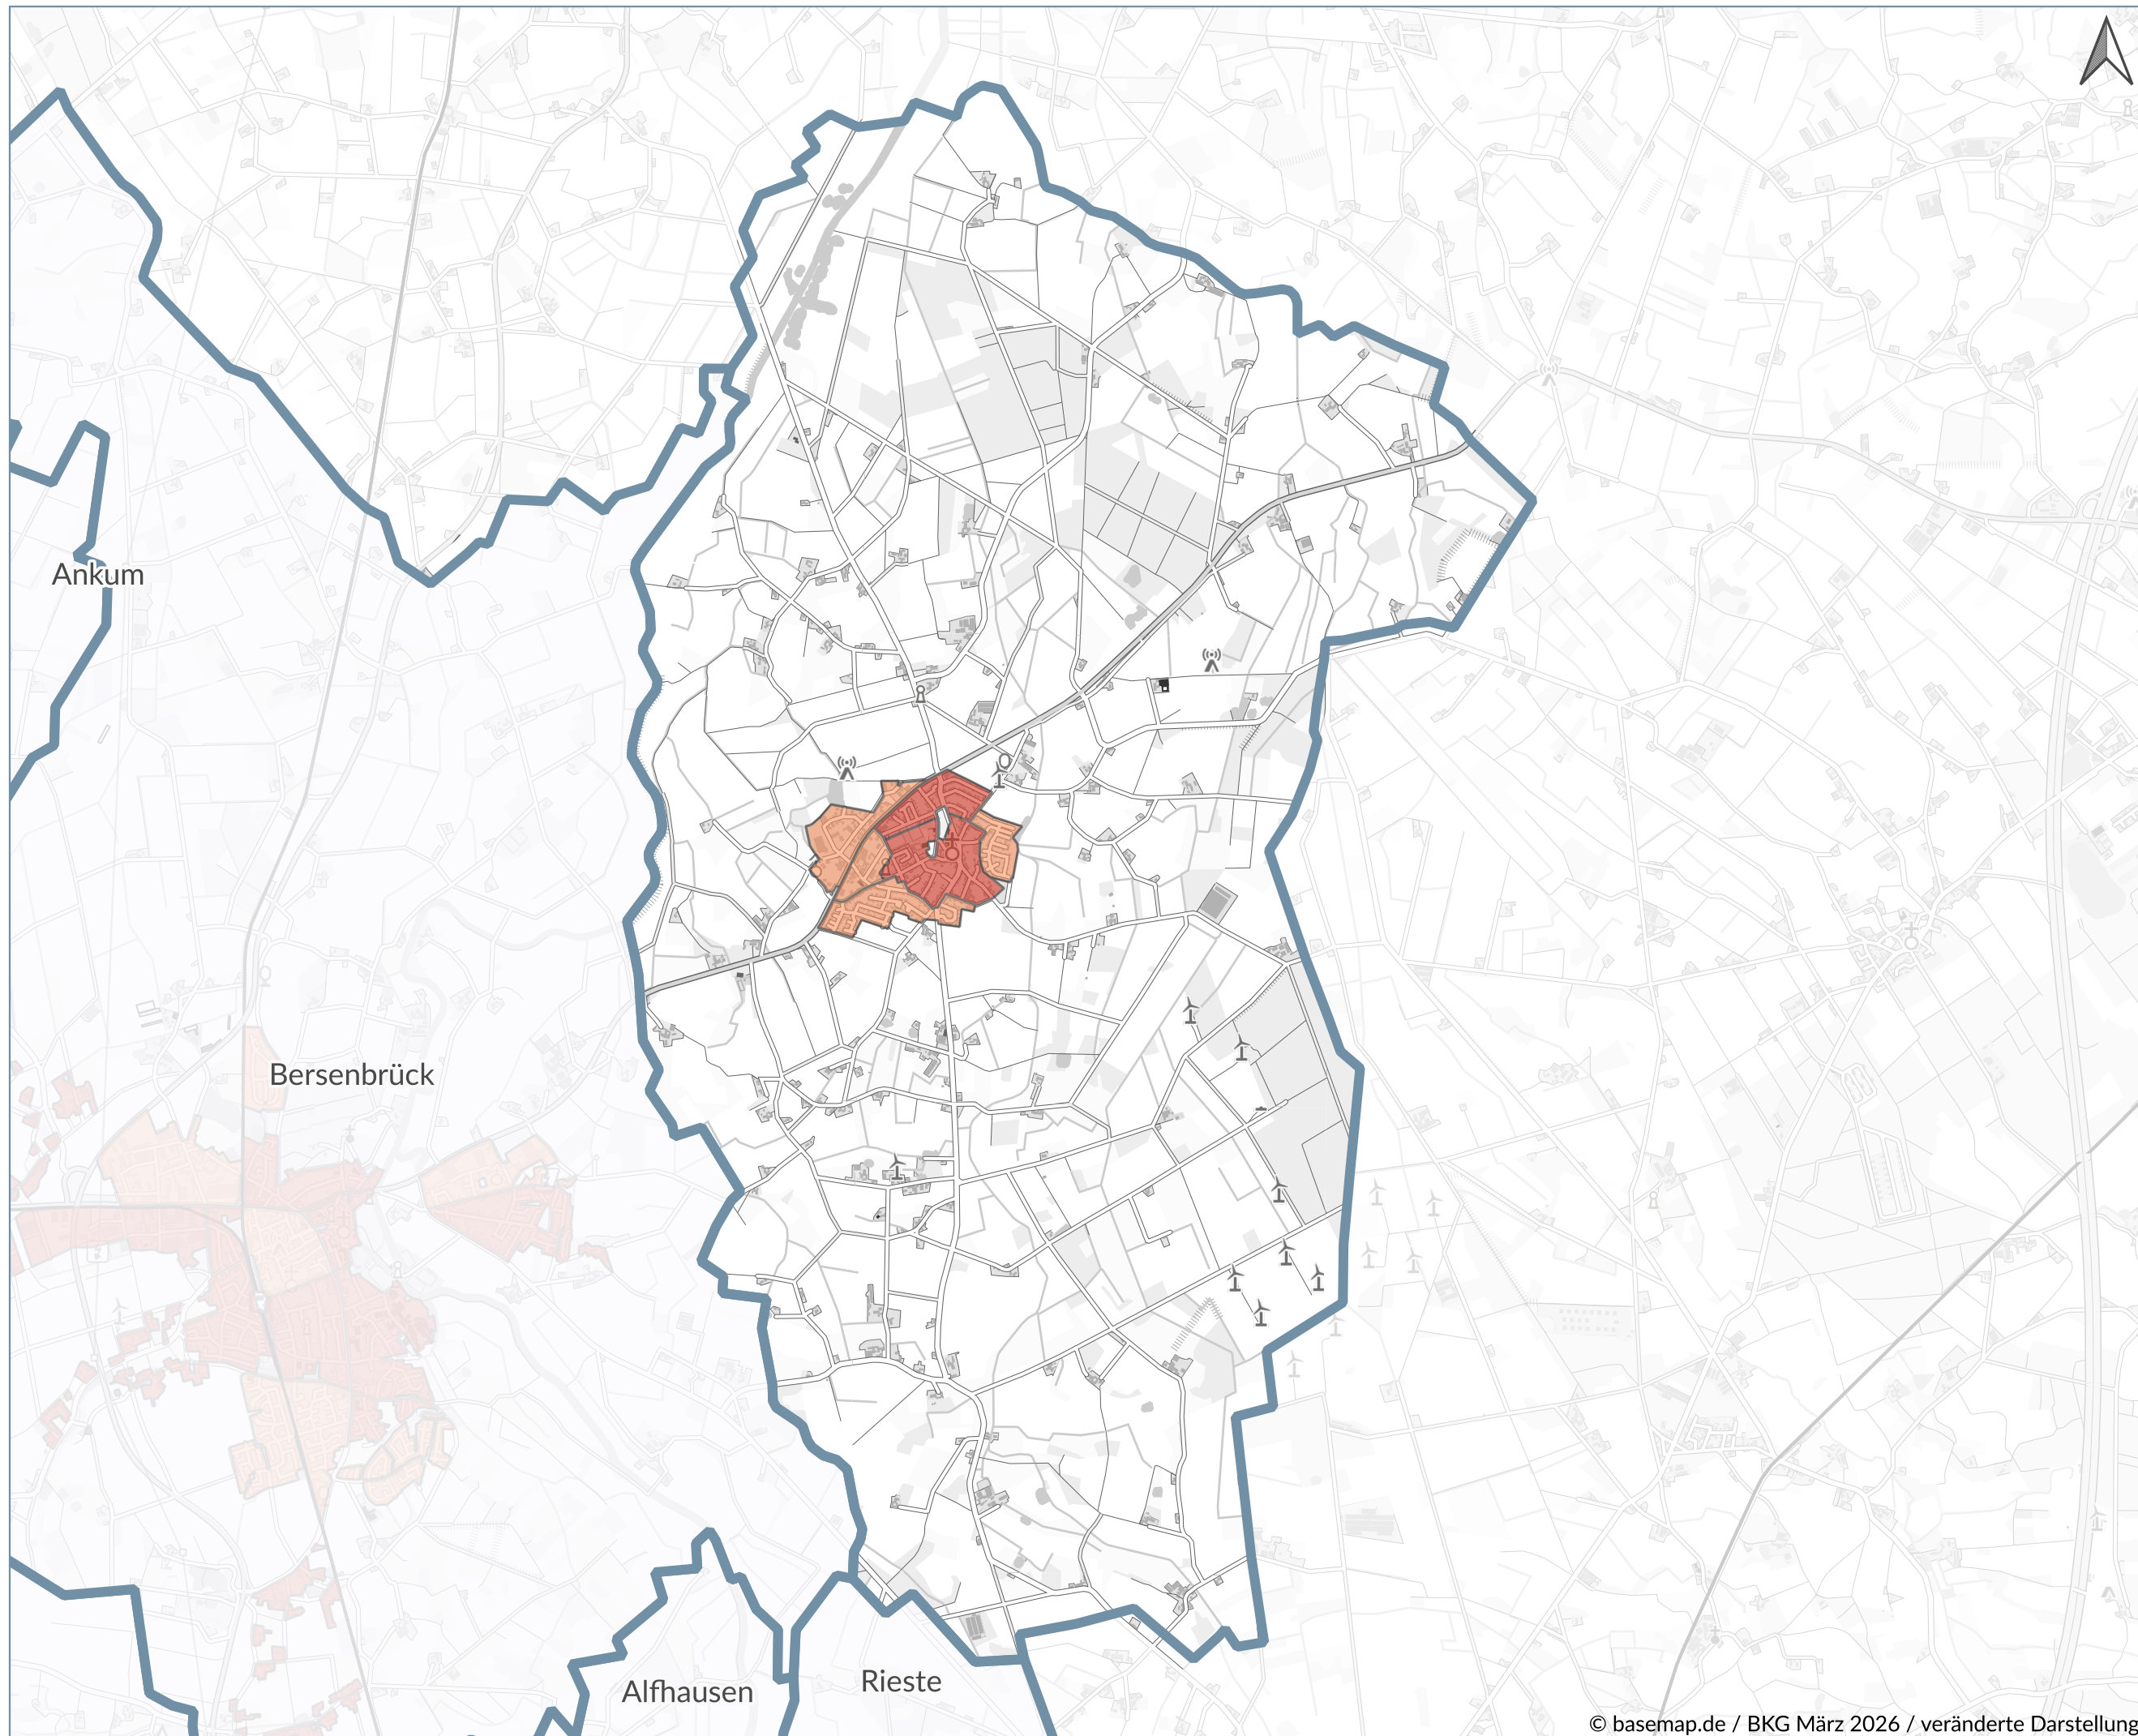 Ankum
Bersenbrück
Alfhausen
Rieste
© basemap.de / BKG März 2026 / veränderte Darstellung